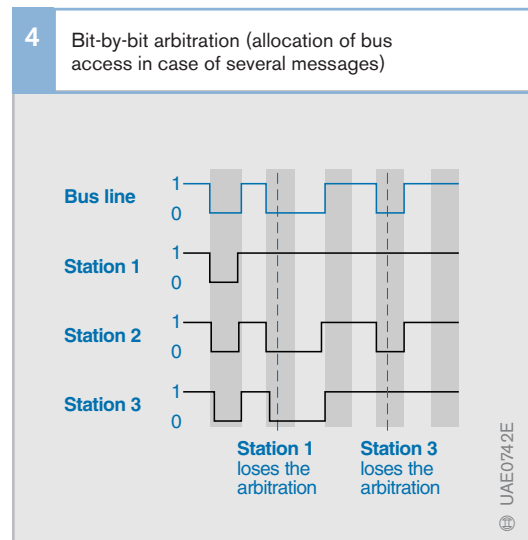 4
Bit-by-bit arbitration (allocation of bus
access in case of several messages)
Bus line
1
0
Station 1
1
0
Station 2
1
0
Station 3
1
0
Station 1
loses the
arbitration
Station 3
loses the
arbitration
UAE0742E